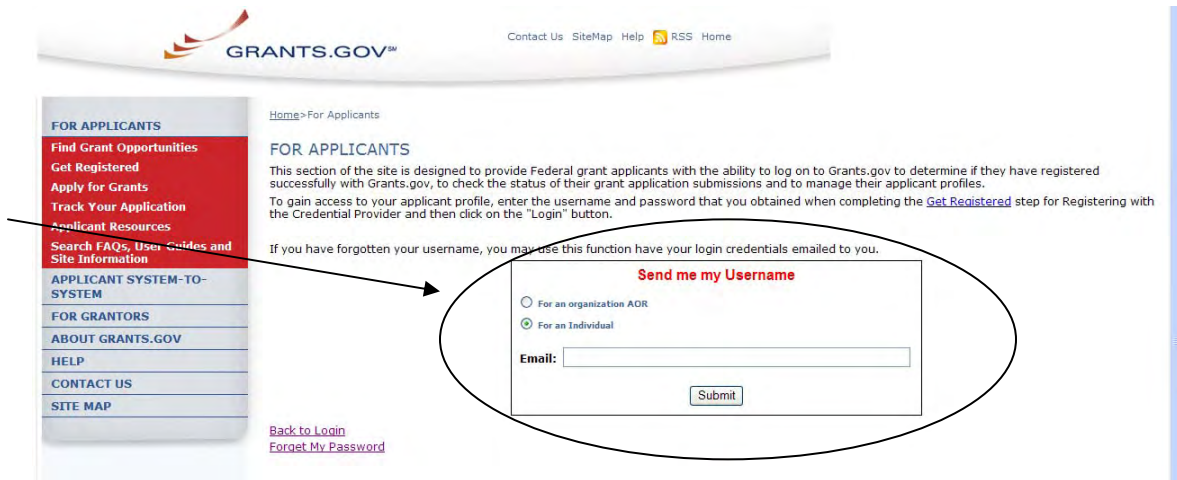 GRANTS.GOV℠
Contact Us SiteMap Help RSS Home
FOR APPLICANTS
Find Grant Opportunities
Get Registered
Apply for Grants
Track Your Application
Applicant Resources
Search FAQs, User Guides and
Site Information
APPLICANT SYSTEM-TO-
SYSTEM
FOR GRANTORS
ABOUT GRANTS.GOV
HELP
CONTACT US
SITE MAP
Home>For Applicants
FOR APPLICANTS
This section of the site is designed to provide Federal grant applicants with the ability to log on to Grants.gov to determine if they have registered
successfully with Grants.gov, to check the status of their grant application submissions and to manage their applicant profiles.
To gain access to your applicant profile, enter the username and password that you obtained when completing the Get Registered step for Registering with
the Credential Provider and then click on the "Login" button.
If you have forgotten your username, you may use this function have your login credentials emailed to you.
Send me my Username
For an organization AOR
For an Individual
Email:
Submit
Back to Login
Forget My Password